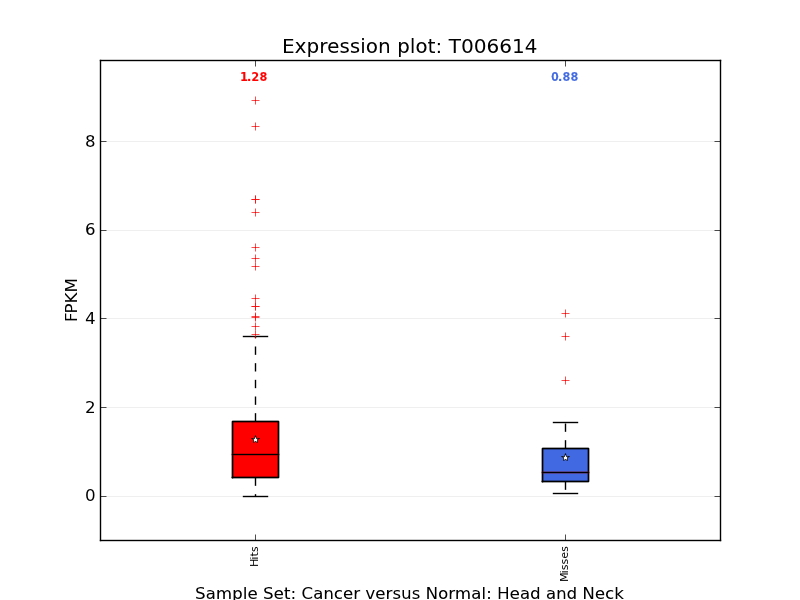 Expression plot: T006614
1.28
0.88
8
6
4
2
0
FPKM
Hits
Misses
Sample Set: Cancer versus Normal: Head and Neck